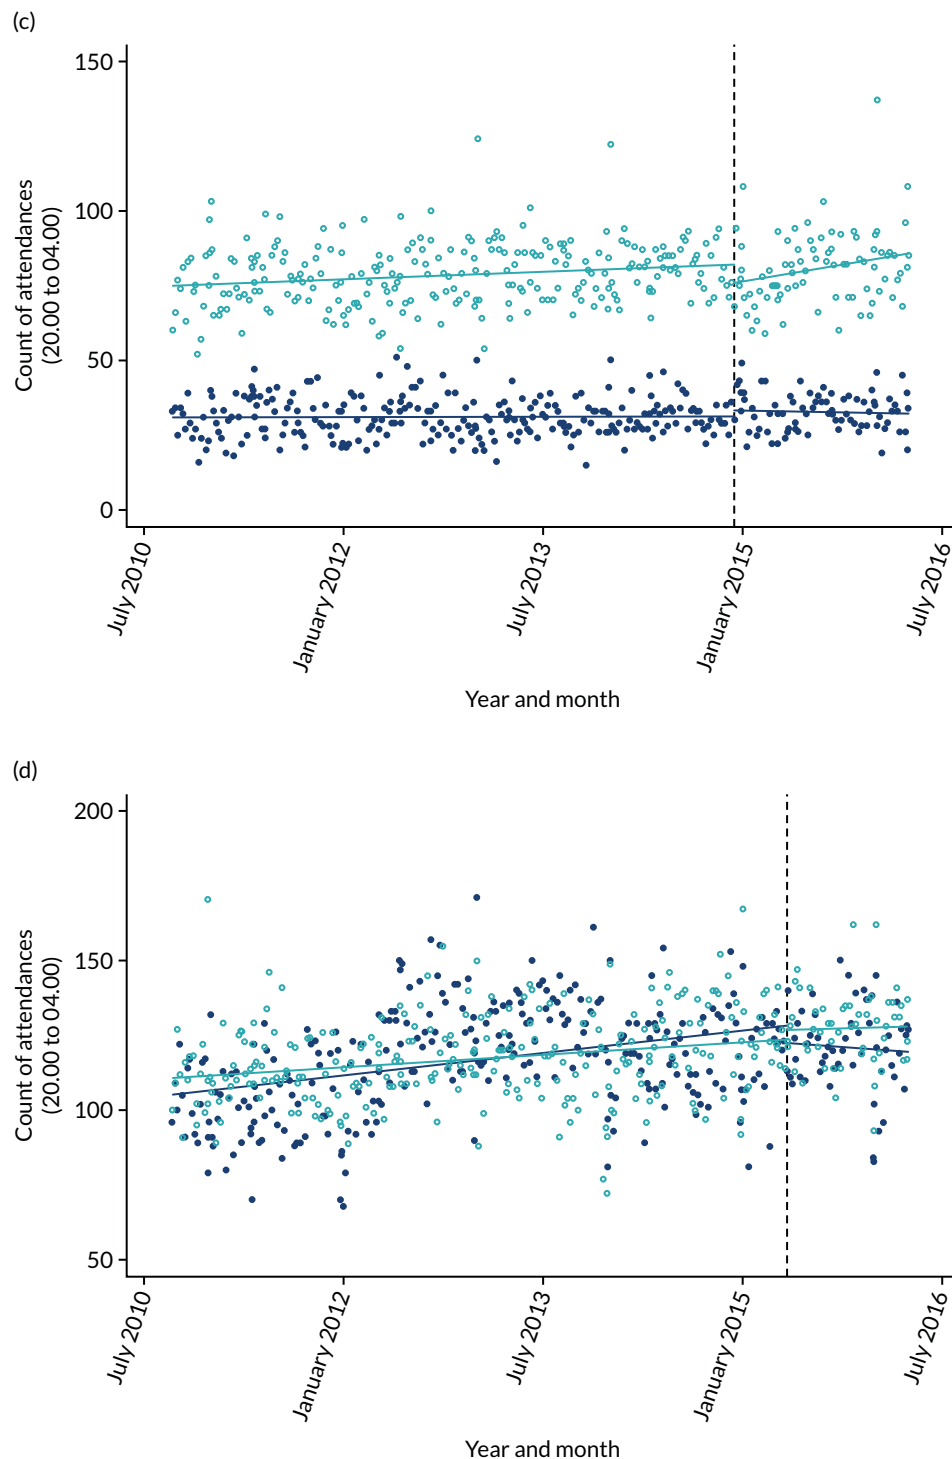 (c)
150
100
50
0
Count of attendances
(20.00 to 04.00)
July 2010
January 2012
July 2013
January 2015
July 2016
Year and month
(d)
200
150
100
50
Count of attendances
(20.00 to 04.00)
July 2010
January 2012
July 2013
January 2015
July 2016
Year and month